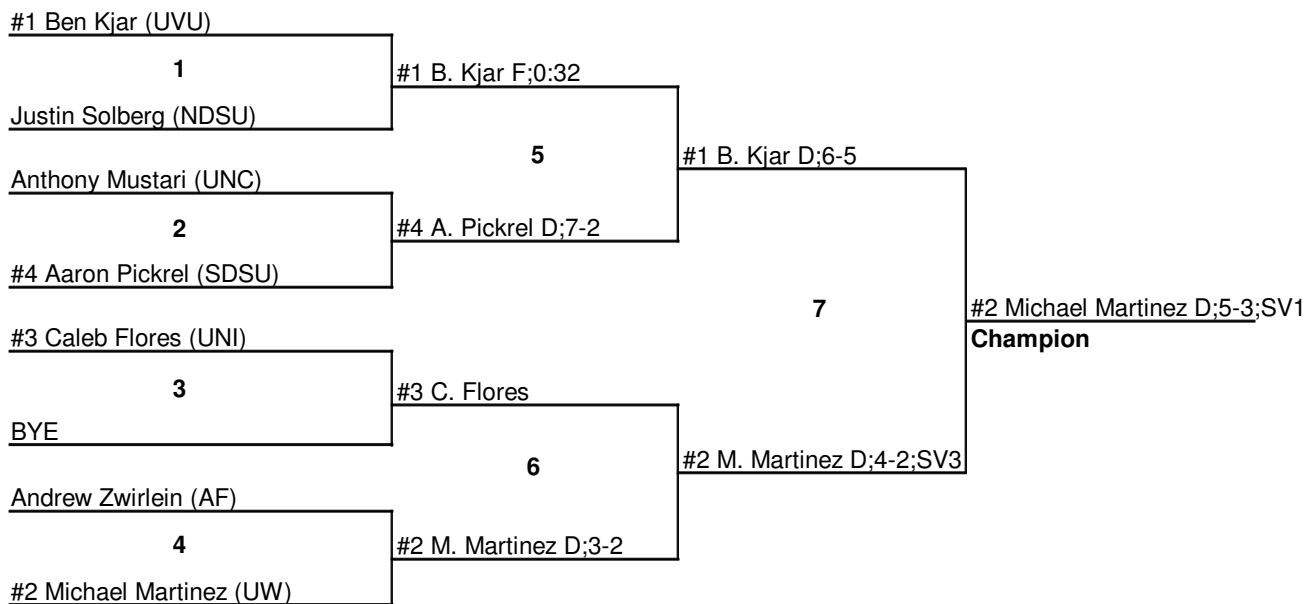 #1 Ben Kjar (UVU)
1
#1 B. Kjar F;0:32
Justin Solberg (NDSU)
5
#1 B. Kjar D;6-5
Anthony Mustari (UNC)
2
#4 A. Pickrel D;7-2
#4 Aaron Pickrel (SDSU)
7
#2 Michael Martinez D;5-3;SV1
Champion
#3 Caleb Flores (UNI)
3
#3 C. Flores
BYE
6
#2 M. Martinez D;4-2;SV3
Andrew Zwirlein (AF)
4
#2 M. Martinez D;3-2
#2 Michael Martinez (UW)